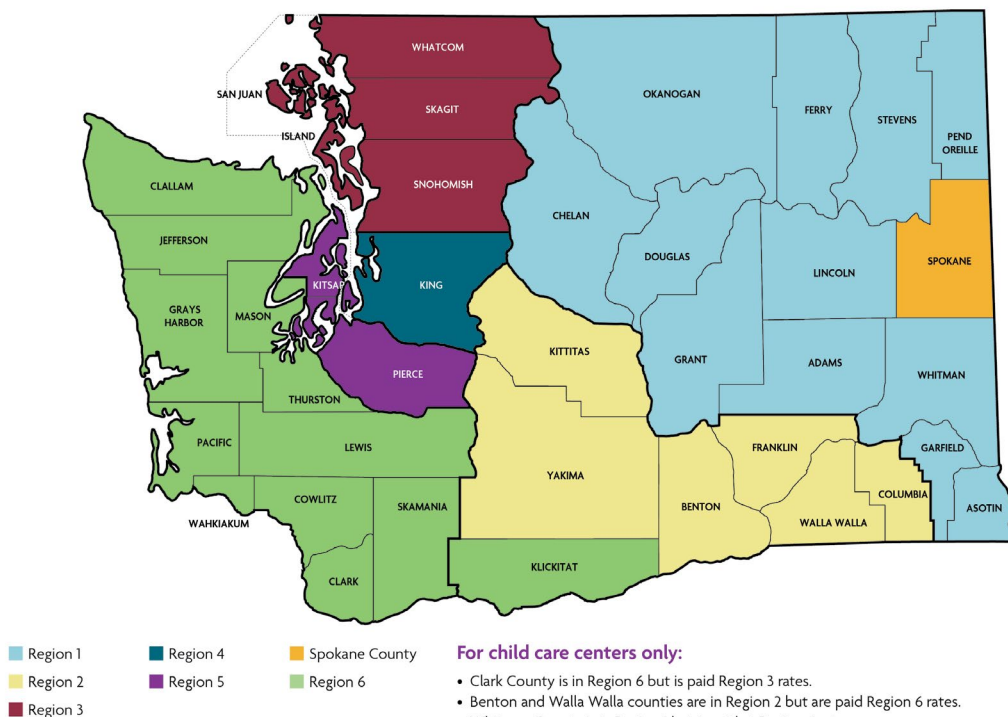 WHATCOM
SAN JUAN
SKAGIT
ISLAND
SNOHOMISH
OKANOGAN
FERRY
STEVENS
PEND
OREILLE
CLALLAM
JEFFERSON
CHELAN
DOUGLAS
LINCOLN
SPOKANE
KITSAP
KING
GRAYS
HARBOR
MASON
KITTITAS
GRANT
ADAMS
WHITMAN
PIERCE
THURSTON
PACIFIC
LEWIS
YAKIMA
FRANKLIN
GARFIELD
BENTON
COLUMBIA
WALLA WALLA
ASOTIN
COWLITZ
SKAMANIA
WAHKIAKUM
CLARK
KLICKITAT
Region 1
Region 2
Region 3
Region 4
Region 5
Spokane County
Region 6
For child care centers only:
• Clark County is in Region 6 but is paid Region 3 rates.
• Benton and Walla Walla counties are in Region 2 but are paid Region 6 rates.